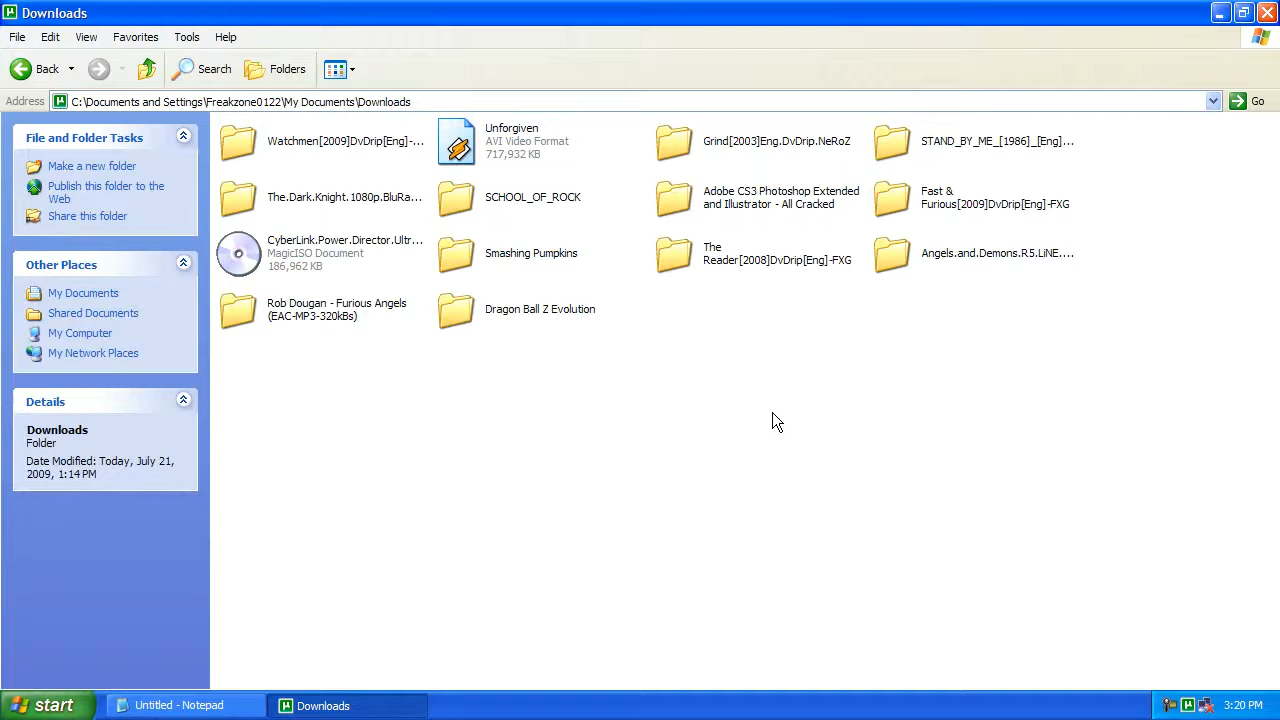 Downloads
File Edit View Favorites Tools Help
Back Search Folders
Address C:\Documents and Settings\Freakzone0122\My Documents\Downloads Go
File and Folder Tasks
Make a new folder
Publish this folder to the
Web
Share this folder
Other Places
My Documents
Shared Documents
My Computer
My Network Places
Details
Downloads
Folder
Date Modified: Today, July 21,
2009, 1:14 PM
Watchmen[2009]DvDrip[Eng]-...
Unforgiven
AVI Video Format
717,932 KB
Grind[2003]Eng.DvDrip.NeRoZ
STAND_BY_ME_[1986]_[Eng]...
The.Dark.Knight.1080p.BluRa...
SCHOOL_OF_ROCK
Adobe CS3 Photoshop Extended
and Illustrator - All Cracked
Fast &
Furious[2009]DvDrip[Eng]-FXG
CyberLink.Power.Director.Ultr...
MagicISO Document
186,962 KB
Smashing Pumpkins
The
Reader[2008]DvDrip[Eng]-FXG
Angels.and.Demons.R5.LiNE....
Rob Dougan - Furious Angels
(EAC-MP3-320kBs)
Dragon Ball Z Evolution
start Untitled - Notepad Downloads 3:20 PM